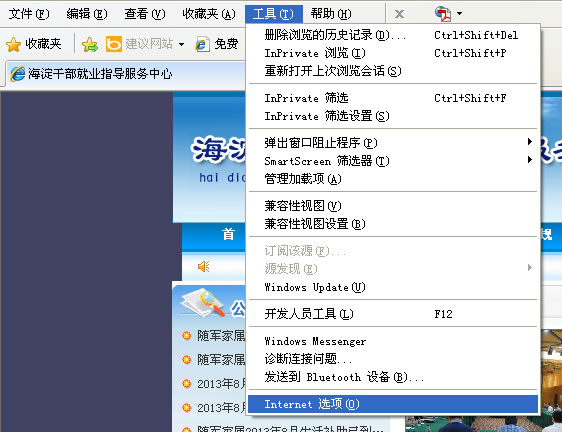 文件(F) 编辑(E) 查看(V) 收藏夹(A) 工具(T) 帮助(H)
收藏夹 建议网站 免费
海淀干部就业指导服务中心
删除浏览的历史记录(D)... Ctrl+Shift+Del
InPrivate 浏览(I) Ctrl+Shift+P
重新打开上次浏览会话(S)
InPrivate 筛选 Ctrl+Shift+F
InPrivate 筛选设置(S)
弹出窗口阻止程序(P)
SmartScreen 筛选器(T)
管理加载项(A)
兼容性视图(V)
兼容性视图设置(B)
订阅该源(F)...
源发现(E)
Windows Update(U)
开发人员工具(L) F12
Windows Messenger
诊断连接问题...
发送到 Bluetooth 设备(B)...
Internet 选项(O)
海淀
hai dia
首
随军家属
随军家属
2013年8月
2013年8月
随军家属2013年8月生活补助已到...